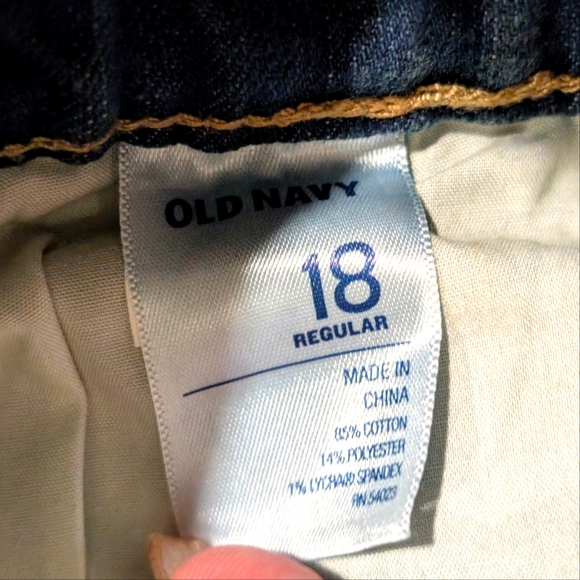 OLD NAVY
18
REGULAR
MADE IN
CHINA
85% COTTON
14% POLYESTER
1% LYCRA® SPANDEX
RN 54023